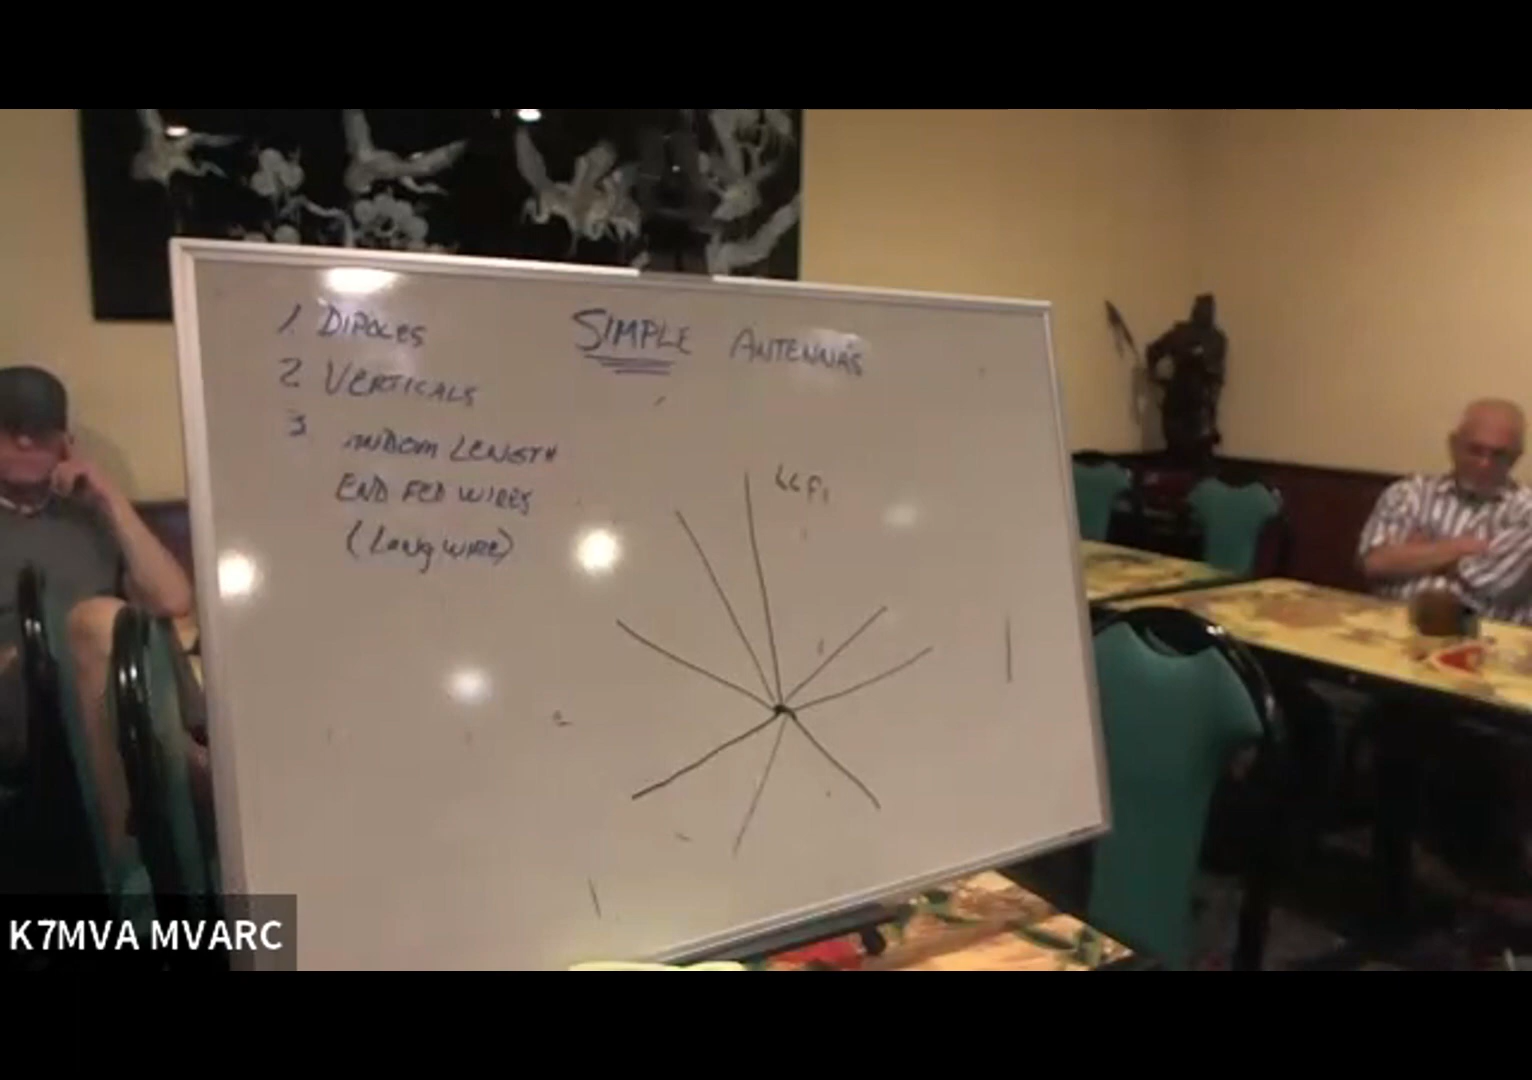 SIMPLE ANTENNAS
1. DIPOLES
2 VERTICALS
3
LENGTH
END FED WIRES
(Long wire)
K7MVA MVARC